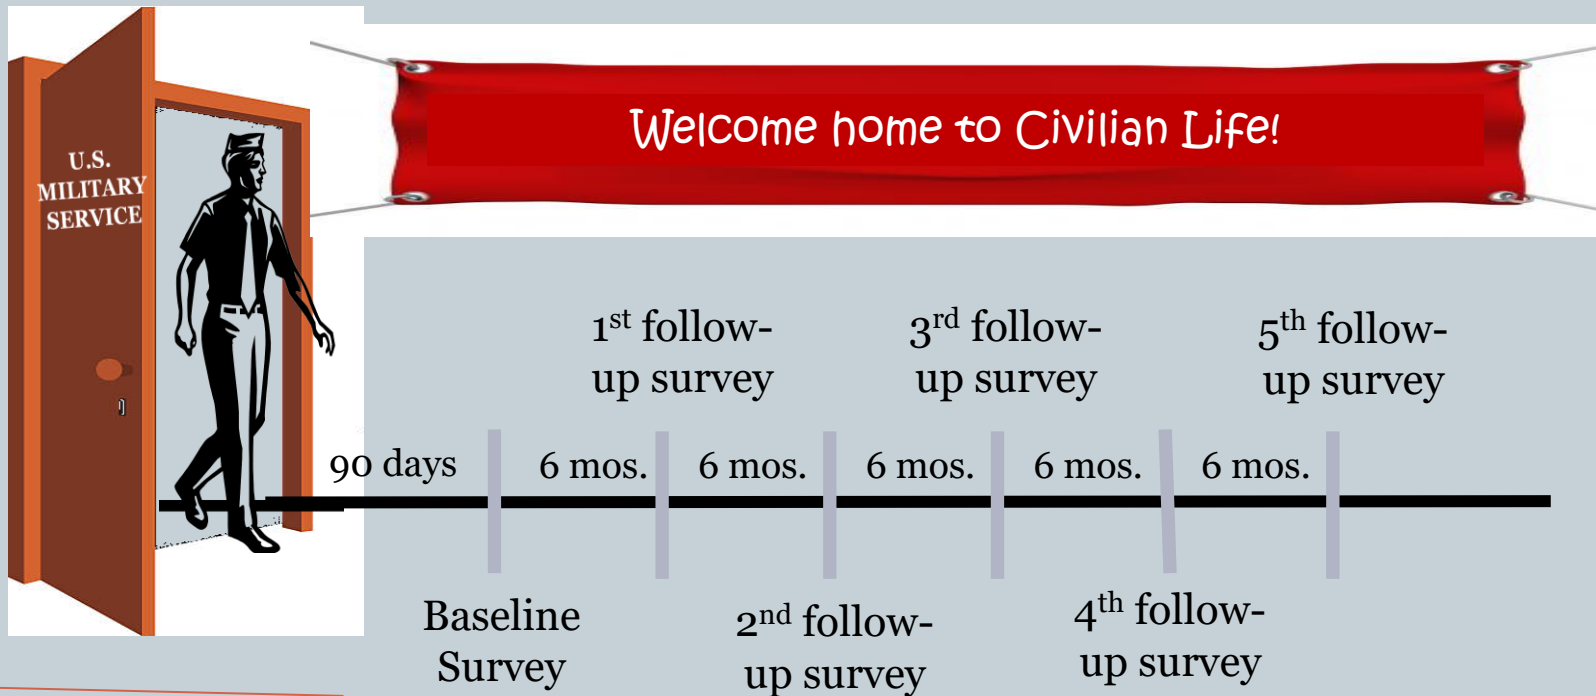 U.S.
MILITARY
SERVICE
Welcome home to Civilian Life!
1st follow-
up survey
3rd follow-
up survey
5th follow-
up survey
90 days
6 mos.
6 mos.
6 mos.
6 mos.
6 mos.
Baseline
Survey
2nd follow-
up survey
4th follow-
up survey